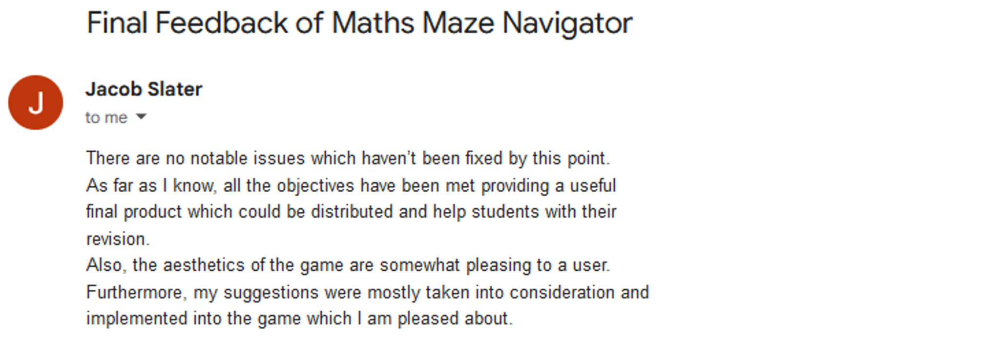 Final Feedback of Maths Maze Navigator
J
Jacob Slater
to me
There are no notable issues which haven't been fixed by this point.
As far as I know, all the objectives have been met providing a useful
final product which could be distributed and help students with their
revision.
Also, the aesthetics of the game are somewhat pleasing to a user.
Furthermore, my suggestions were mostly taken into consideration and
implemented into the game which I am pleased about.